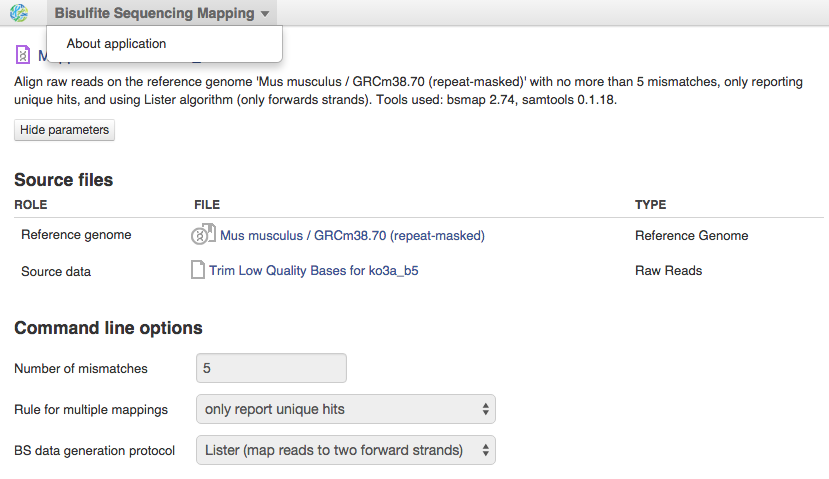 Bisulfite Sequencing Mapping
About application
Align raw reads on the reference genome 'Mus musculus / GRCm38.70 (repeat-masked)' with no more than 5 mismatches, only reporting
unique hits, and using Lister algorithm (only forwards strands). Tools used: bsmap 2.74, samtools 0.1.18.
Hide parameters
Source files
ROLE FILE TYPE
Reference genome Mus musculus / GRCm38.70 (repeat-masked) Reference Genome
Source data Trim Low Quality Bases for ko3a_b5 Raw Reads
Command line options
Number of mismatches 5
Rule for multiple mappings only report unique hits
BS data generation protocol Lister (map reads to two forward strands)